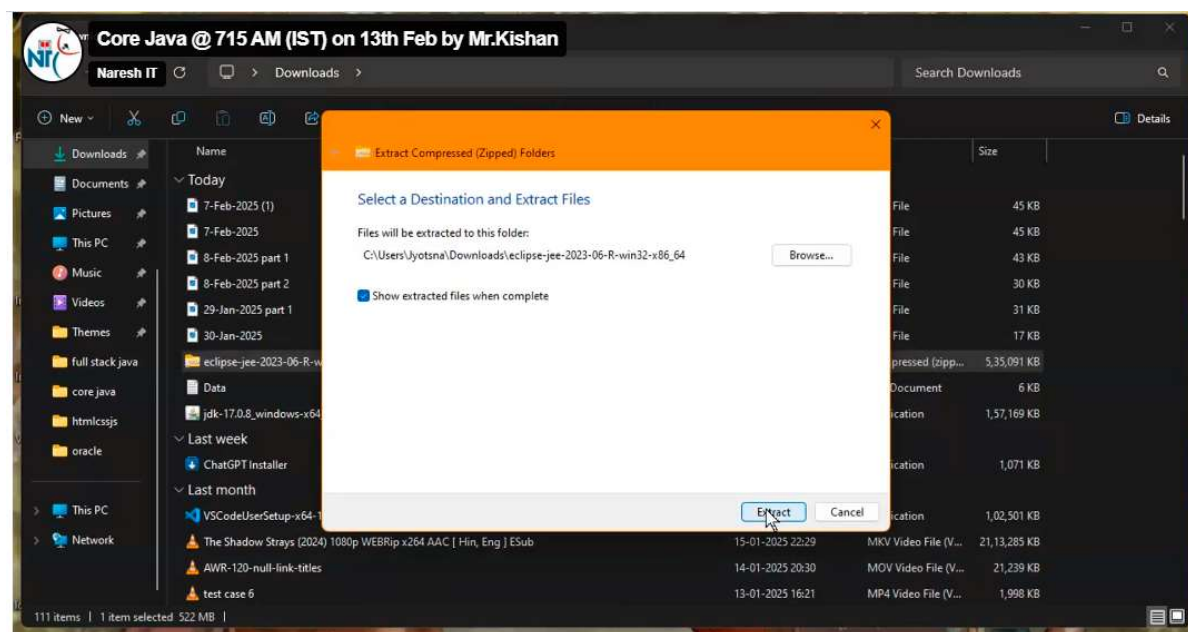 Core Java @ 715 AM (IST) on 13th Feb by Mr.Kishan
NIT
Naresh IT
Downloads
Search Downloads
New
Details
Downloads
Documents
Pictures
This PC
Music
Videos
Themes
full stack java
core java
htmlcssjs
oracle
This PC
Network
Name Size
Today
7-Feb-2025 (1) File 45 KB
7-Feb-2025 File 45 KB
8-Feb-2025 part 1 File 43 KB
8-Feb-2025 part 2 File 30 KB
29-Jan-2025 part 1 File 31 KB
30-Jan-2025 File 17 KB
eclipse-jee-2023-06-R-w pressed (zipp... 5,35,091 KB
Data Document 6 KB
jdk-17.0.8_windows-x64 ication 1,57,169 KB
Last week
ChatGPT Installer ication 1,071 KB
Last month
VSCodeUserSetup-x64-1 ication 1,02,501 KB
The Shadow Strays (2024) 1080p WEBRip x264 AAC [ Hin, Eng ] ESub 15-01-2025 22:29 MKV Video File (V... 21,13,285 KB
AWR-120-null-link-titles 14-01-2025 20:30 MOV Video File (V... 21,239 KB
test case 6 13-01-2025 16:21 MP4 Video File (V... 1,998 KB
Extract Compressed (Zipped) Folders
Select a Destination and Extract Files
Files will be extracted to this folder:
C:\Users\Jyotsna\Downloads\eclipse-jee-2023-06-R-win32-x86_64 Browse...
Show extracted files when complete
Extract Cancel
111 items | 1 item selected 522 MB |